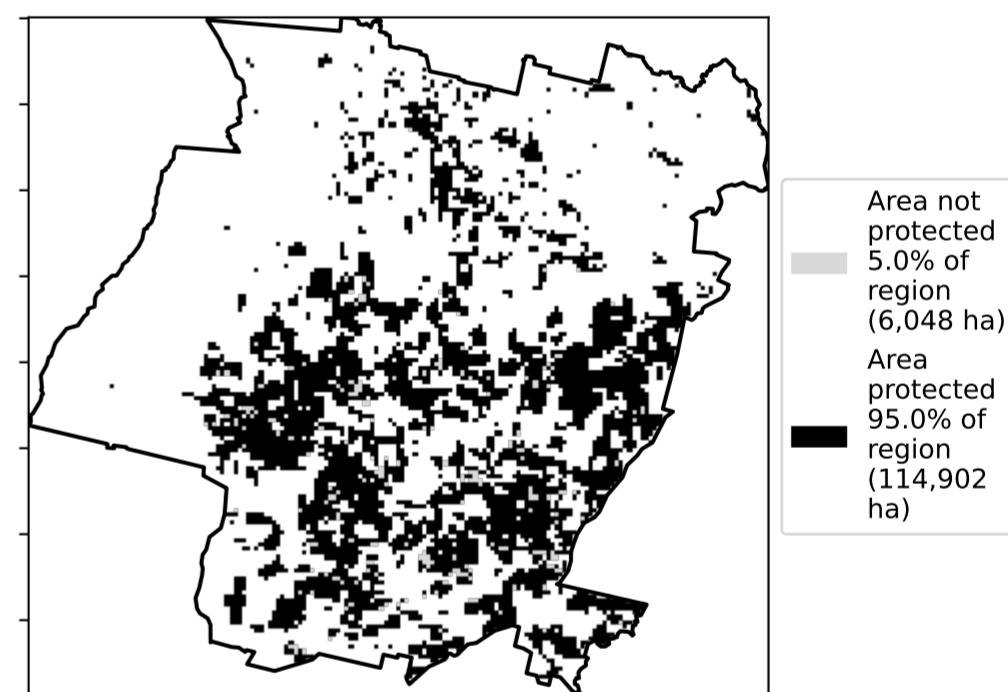 Area not
protected
5.0% of
region
(6,048 ha)
Area
protected
95.0% of
region
(114,902
ha)